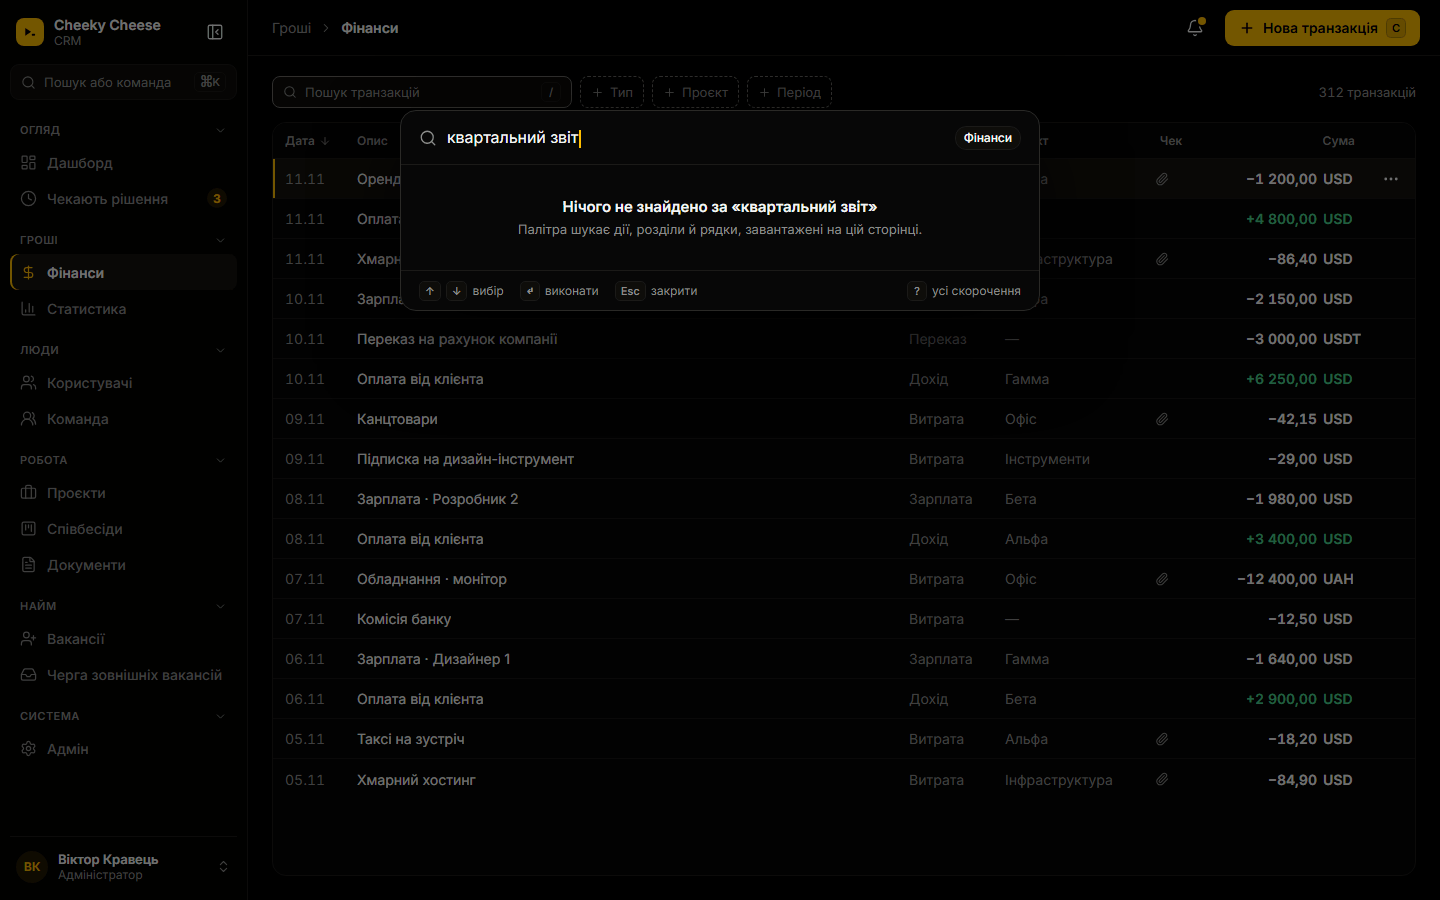 Cheeky Cheese
CRM
Пошук або команда ⌘K
ОГЛЯД
Дашборд
Чекають рішення 3
ГРОШІ
Фінанси
Статистика
ЛЮДИ
Користувачі
Команда
РОБОТА
Проєкти
Співбесіди
Документи
НАЙМ
Вакансії
Черга зовнішніх вакансій
СИСТЕМА
Адмін
ВК
Віктор Кравець
Адміністратор
Гроші Фінанси
Нова транзакція C
Пошук транзакцій /
Тип
Проєкт
Період
312 транзакцій
квартальний звіт Фінанси
Нічого не знайдено за «квартальний звіт»
Палітра шукає дії, розділи й рядки, завантажені на цій сторінці.
↑ ↓ вибір виконати Esc закрити ? усі скорочення
Дата ↓ Опис Чек Сума
11.11 −1 200,00 USD
11.11 +4 800,00 USD
11.11 −86,40 USD
10.11 −2 150,00 USD
10.11 Переказ на рахунок компанії Переказ — −3 000,00 USDT
10.11 Оплата від клієнта Дохід Гамма +6 250,00 USD
09.11 Канцтовари Витрата Офіс −42,15 USD
09.11 Підписка на дизайн-інструмент Витрата Інструменти −29,00 USD
08.11 Зарплата · Розробник 2 Зарплата Бета −1 980,00 USD
08.11 Оплата від клієнта Дохід Альфа +3 400,00 USD
07.11 Обладнання · монітор Витрата Офіс −12 400,00 UAH
07.11 Комісія банку Витрата — −12,50 USD
06.11 Зарплата · Дизайнер 1 Зарплата Гамма −1 640,00 USD
06.11 Оплата від клієнта Дохід Бета +2 900,00 USD
05.11 Таксі на зустріч Витрата Альфа −18,20 USD
05.11 Хмарний хостинг Витрата Інфраструктура −84,90 USD